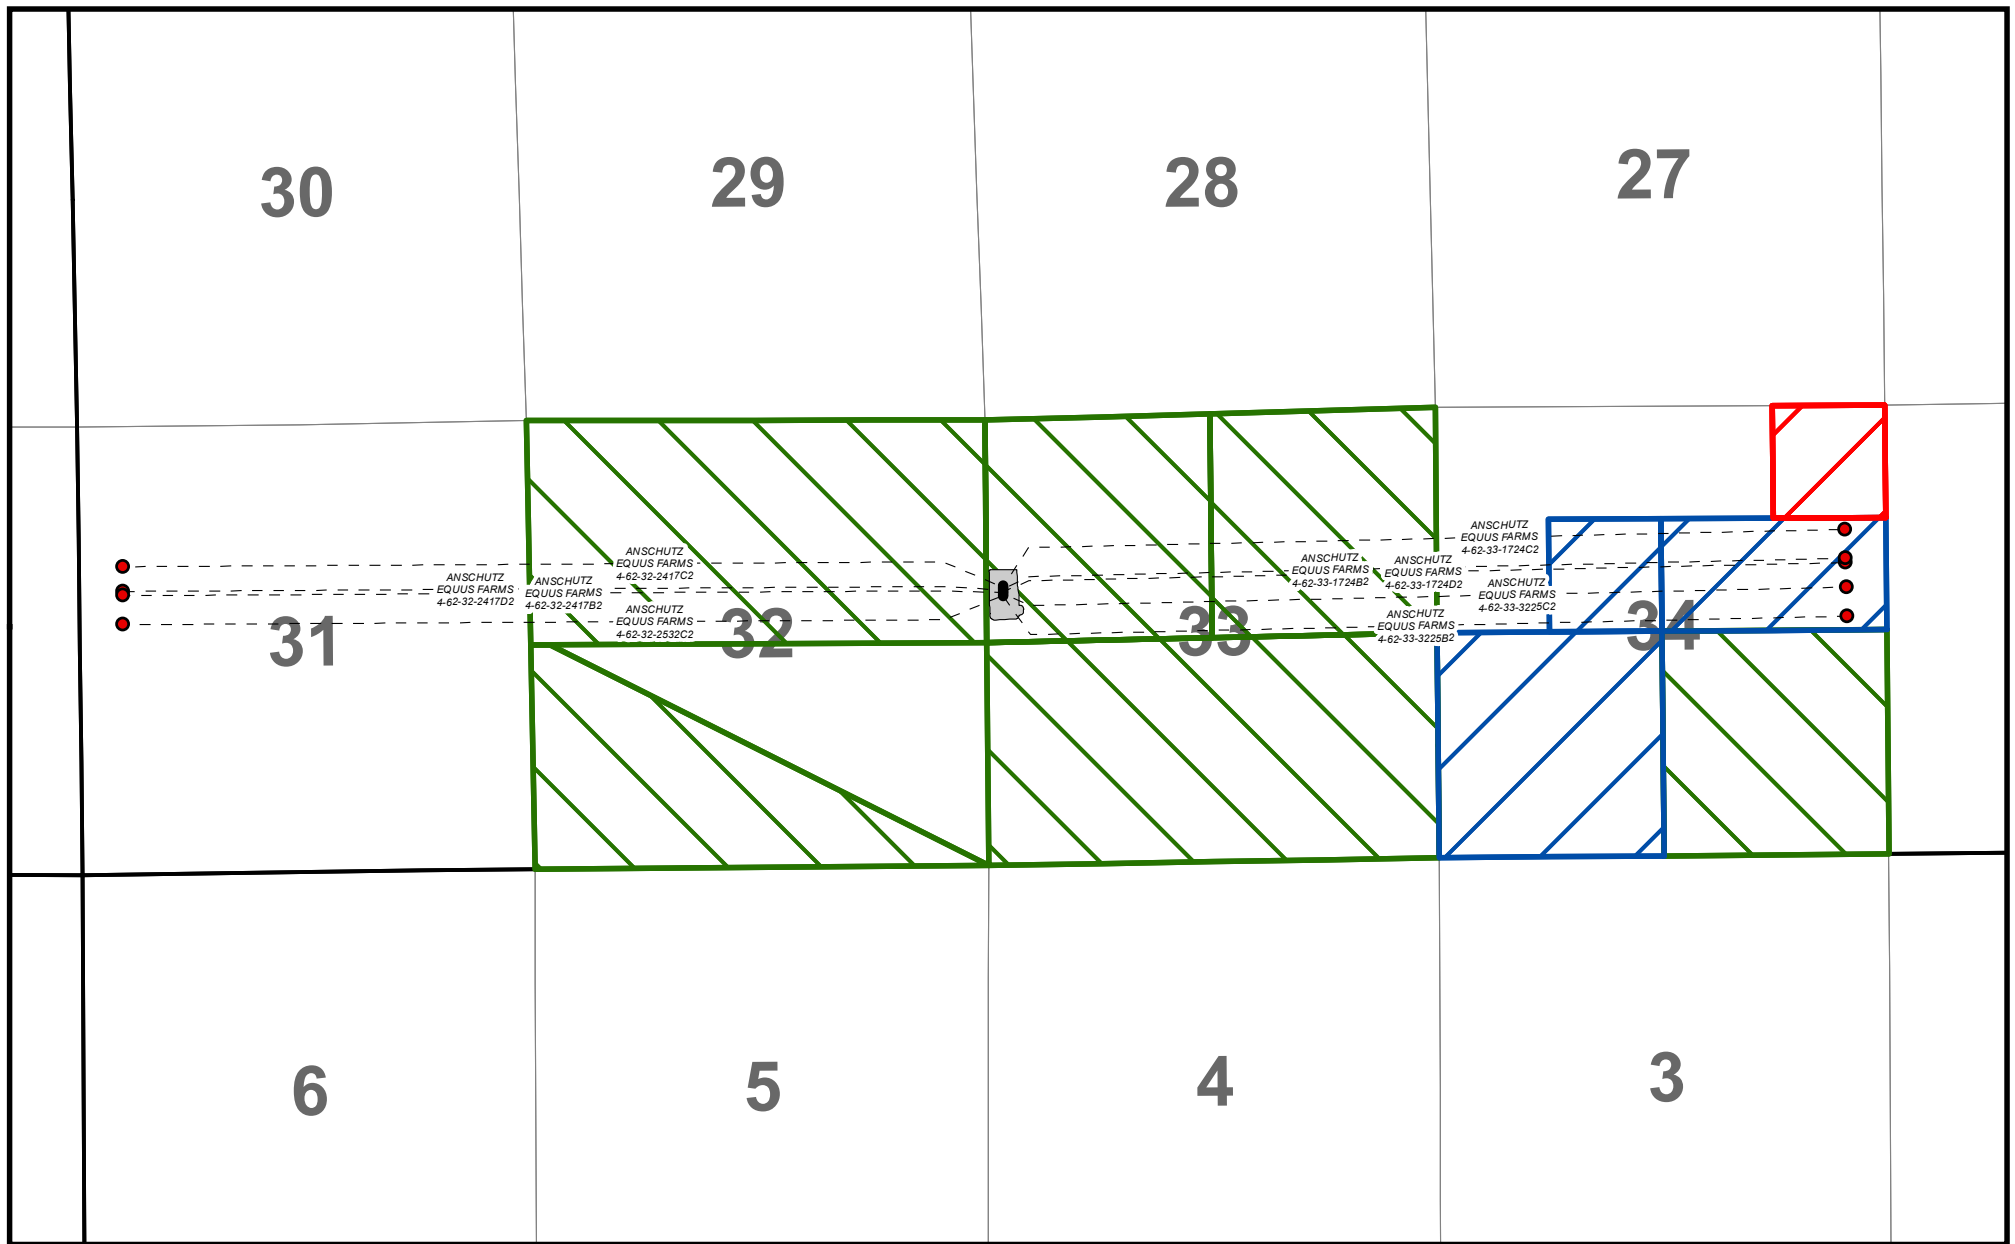 30
29
28
27
ANSCHUTZ
EQUUS FARMS
4-62-33-1724C2
ANSCHUTZ
EQUUS FARMS
4-62-32-2417C2
ANSCHUTZ
EQUUS FARMS
4-62-33-1724B2
ANSCHUTZ
EQUUS FARMS
4-62-33-1724D2
ANSCHUTZ
EQUUS FARMS
4-62-32-2417D2
ANSCHUTZ
EQUUS FARMS
4-62-32-2417B2
ANSCHUTZ
EQUUS FARMS
4-62-33-3225C2
ANSCHUTZ
EQUUS FARMS
4-62-32-2532C2
ANSCHUTZ
EQUUS FARMS
4-62-33-3225B2
31
32
33
34
6
5
4
3